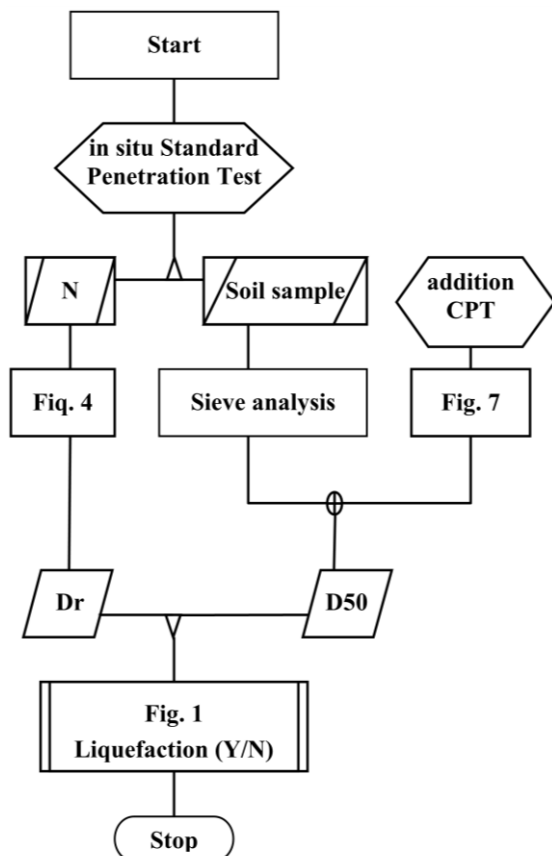 Start
in situ Standard
Penetration Test
N
Soil sample
addition
CPT
Fiq. 4
Sieve analysis
Fig. 7
Dr
D50
Fig. 1
Liquefaction (Y/N)
Stop